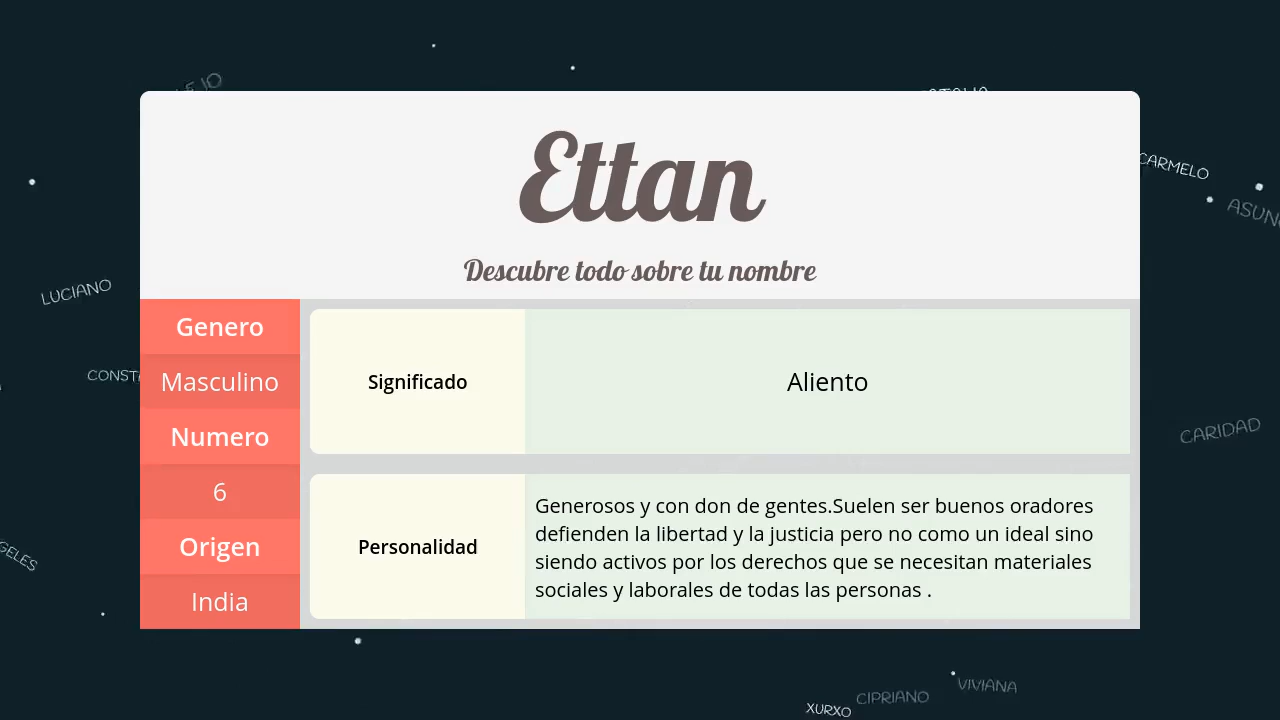 Ettan
Descubre todo sobre tu nombre
Genero
Masculino
Numero
6
Origen
India
Significado
Aliento
Personalidad
Generosos y con don de gentes.Suelen ser buenos oradores
defienden la libertad y la justicia pero no como un ideal sino
siendo activos por los derechos que se necesitan materiales
sociales y laborales de todas las personas .
CARMELO
LUCIANO
CARIDAD
VIVIANA
CIPRIANO
XURXO